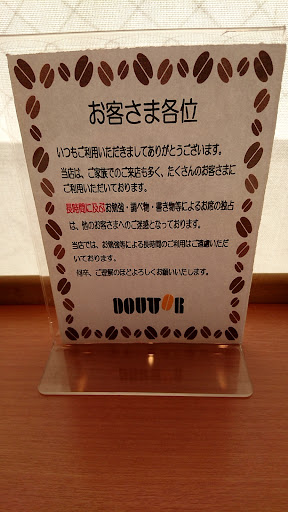 お客さま各位
いつもご利用いただきましてありがとうございます。
当店は、ご家族でのご来店も多く、たくさんのお客さまに
ご利用いただいております。
長時間に及ぶお勉強・調べ物・書き物等によるお席の独占
は、他のお客さまへのご迷惑となっております。
当店では、お勉強等による長時間のご利用はご遠慮いただ
いております。
何卒、ご理解のほどよろしくお願いいたします。
DOUTOR